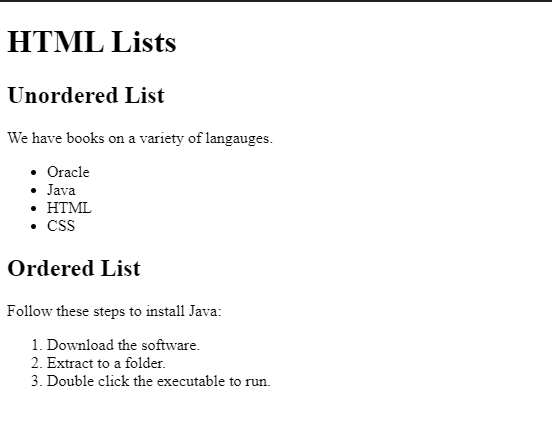 HTML Lists
Unordered List
We have books on a variety of langauges.
• Oracle
• Java
• HTML
• CSS
Ordered List
Follow these steps to install Java:
1. Download the software.
2. Extract to a folder.
3. Double click the executable to run.